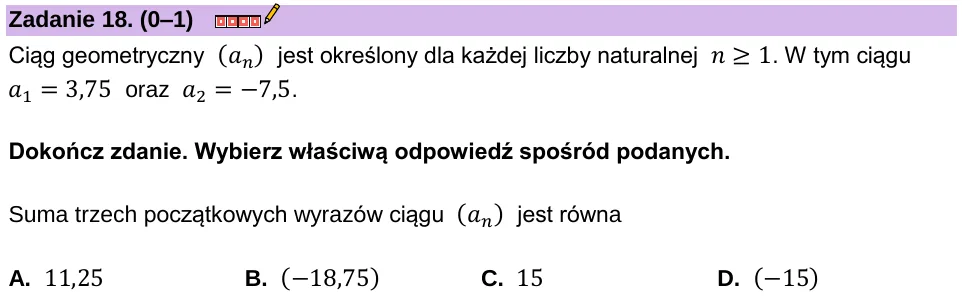 Zadanie 18. (0–1)
Ciąg geometryczny (aₙ) jest określony dla każdej liczby naturalnej n ≥ 1. W tym ciągu
a₁ = 3,75 oraz a₂ = −7,5.
Dokończ zdanie. Wybierz właściwą odpowiedź spośród podanych.
Suma trzech początkowych wyrazów ciągu (aₙ) jest równa
A. 11,25 B. (−18,75) C. 15 D. (−15)